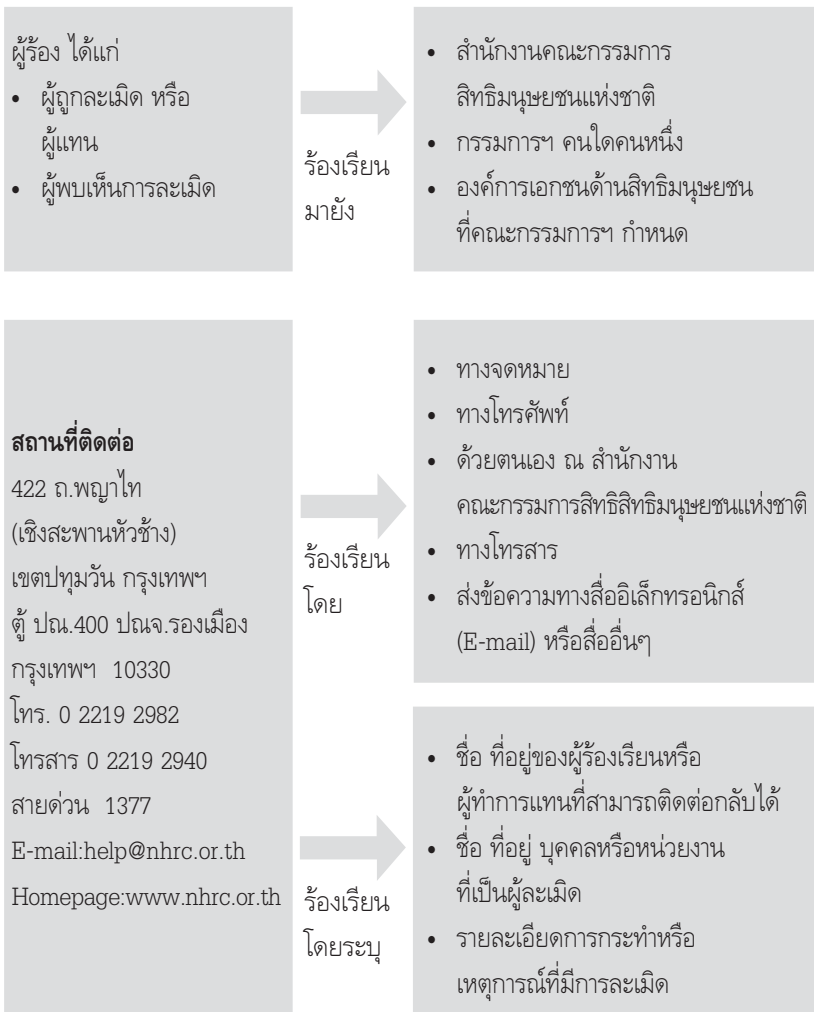 ผู้ร้อง ได้แก่
• ผู้ถูกละเมิด หรือ
ผู้แทน
• ผู้พบเห็นการละเมิด
ร้องเรียน
มายัง
• สำนักงานคณะกรรมการ
สิทธิมนุษยชนแห่งชาติ
• กรรมการฯ คนใดคนหนึ่ง
• องค์การเอกชนด้านสิทธิมนุษยชน
ที่คณะกรรมการฯ กำหนด
สถานที่ติดต่อ
422 ถ.พญาไท
(เชิงสะพานหัวช้าง)
เขตปทุมวัน กรุงเทพฯ
ตู้ ปณ.400 ปณจ.รองเมือง
กรุงเทพฯ 10330
โทร. 0 2219 2982
โทรสาร 0 2219 2940
สายด่วน 1377
E-mail:help@nhrc.or.th
Homepage:www.nhrc.or.th
ร้องเรียน
โดย
• ทางจดหมาย
• ทางโทรศัพท์
• ด้วยตนเอง ณ สำนักงาน
คณะกรรมการสิทธิสิทธิมนุษยชนแห่งชาติ
• ทางโทรสาร
• ส่งข้อความทางสื่ออิเล็กทรอนิกส์
(E-mail) หรือสื่ออื่นๆ
ร้องเรียน
โดยระบุ
• ชื่อ ที่อยู่ของผู้ร้องเรียนหรือ
ผู้ทำการแทนที่สามารถติดต่อกลับได้
• ชื่อ ที่อยู่ บุคคลหรือหน่วยงาน
ที่เป็นผู้ละเมิด
• รายละเอียดการกระทำหรือ
เหตุการณ์ที่มีการละเมิด